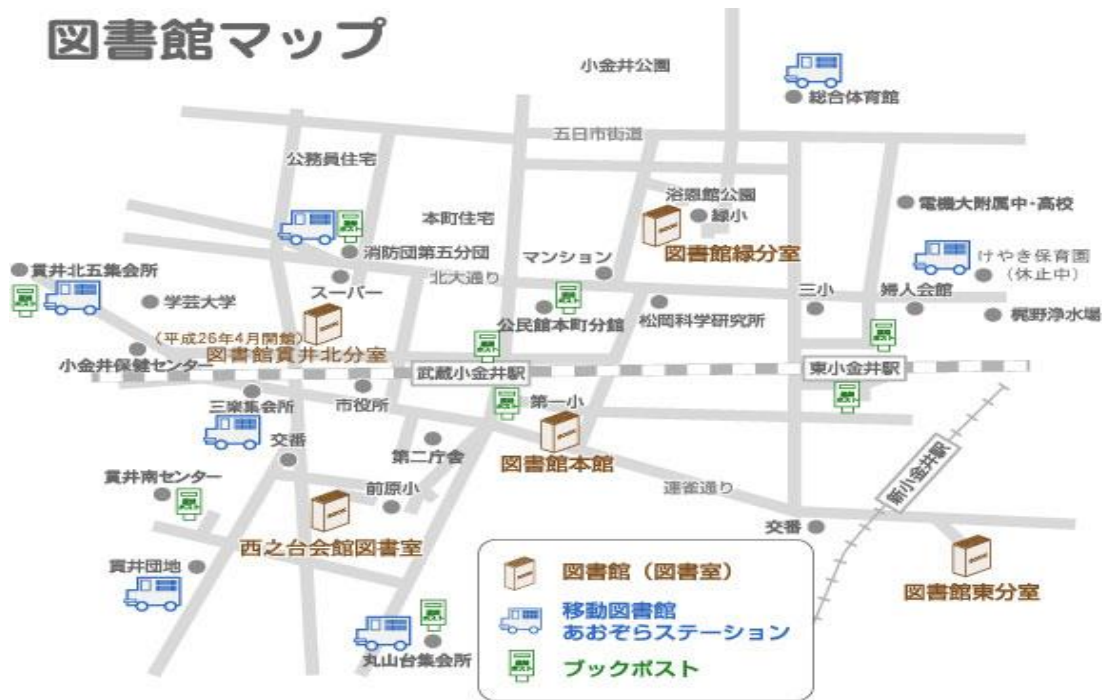 図書館マップ
小金井公園
総合体育館
五日市街道
公務員住宅
浴恩館公園
緑小
電機大附属中・高校
本町住宅
図書館緑分室
消防団第五分団
マンション
けやき保育園
(休止中)
貫井北五集会所
北大通り
スーパー
学芸大学
三小
婦人会館
公民館本町分館
松岡科学研究所
梶野浄水場
(平成26年4月開館)
図書館貫井北分室
小金井保健センター
武蔵小金井駅
東小金井駅
三楽集会所
市役所
第一小
交番
第二庁舎
図書館本館
新小金井駅
貫井南センター
前原小
連雀通り
交番
西之台会館図書室
貫井団地
図書館東分室
丸山台集会所
図書館(図書室)
移動図書館
あおぞらステーション
ブックポスト